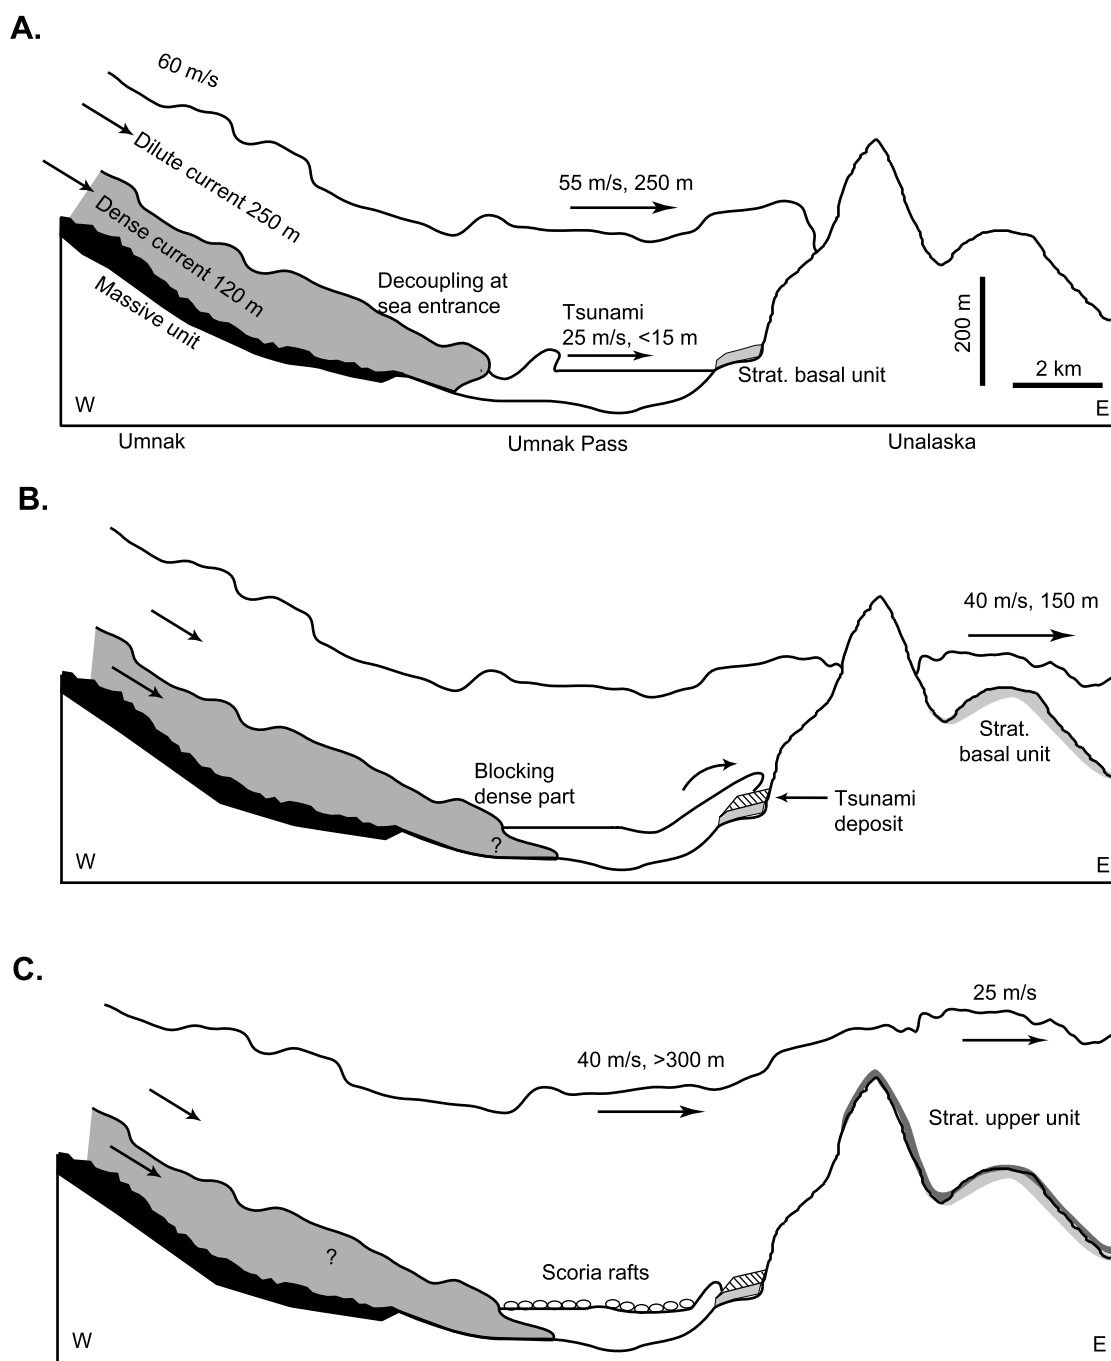 A.
60 m/s
Dilute current 250 m
Dense current 120 m
Massive unit
55 m/s, 250 m
Decoupling at
sea entrance
Tsunami
25 m/s, <15 m
Strat. basal unit
200 m
2 km
W
E
Umnak
Umnak Pass
Unalaska
B.
40 m/s, 150 m
Strat.
basal unit
Blocking
dense part
Tsunami
deposit
?
W
E
C.
25 m/s
40 m/s, >300 m
Strat. upper unit
?
Scoria rafts
W
E